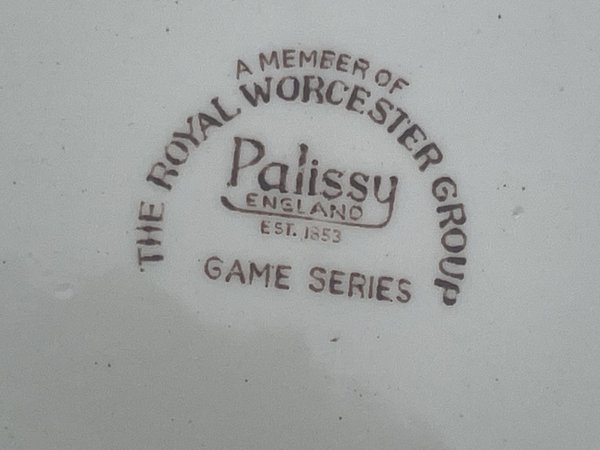 A MEMBER OF
THE ROYAL WORCESTER GROUP
Palissy
ENGLAND
EST. 1853
GAME SERIES